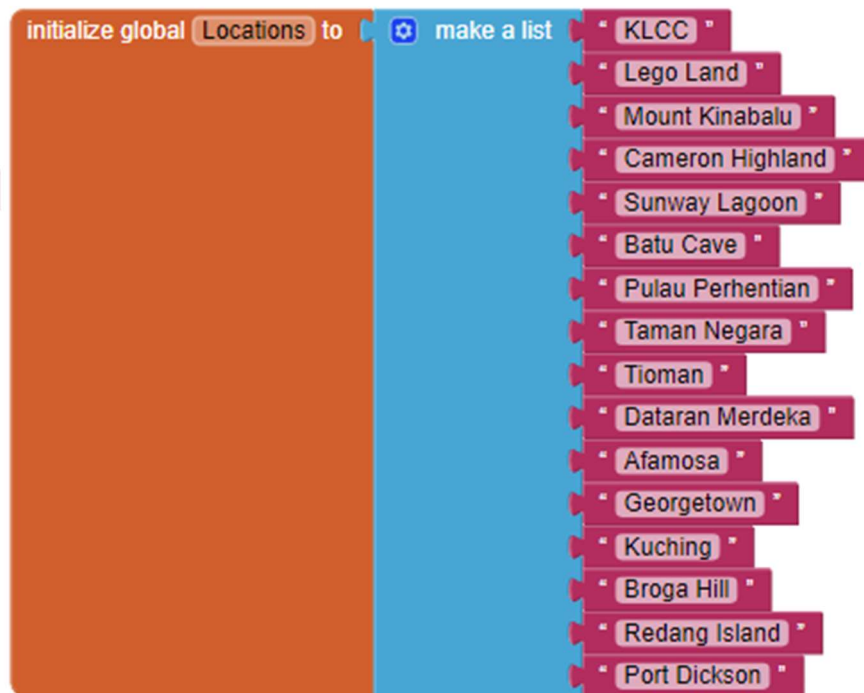 initialize global Locations to make a list " KLCC "
" Lego Land "
" Mount Kinabalu "
" Cameron Highland "
" Sunway Lagoon "
" Batu Cave "
" Pulau Perhentian "
" Taman Negara "
" Tioman "
" Dataran Merdeka "
" Afamosa "
" Georgetown "
" Kuching "
" Broga Hill "
" Redang Island "
" Port Dickson "